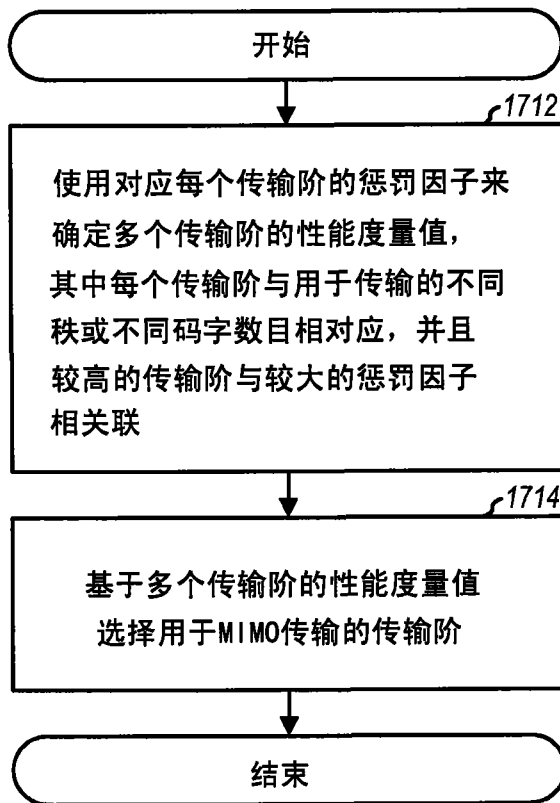 开始
1712
使用对应每个传输阶的惩罚因子来
确定多个传输阶的性能度量值，
其中每个传输阶与用于传输的不同
秩或不同码字数目相对应，并且
较高的传输阶与较大的惩罚因子
相关联
1714
基于多个传输阶的性能度量值
选择用于MIMO传输的传输阶
结束